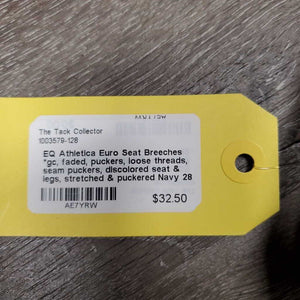 The Tack Collector
1003579-128
EQ Athletica Euro Seat Breeches
*gc, faded, puckers, loose threads,
seam puckers, discolored seat &
legs, stretched & puckered Navy 28
AE7YRW
$32.50